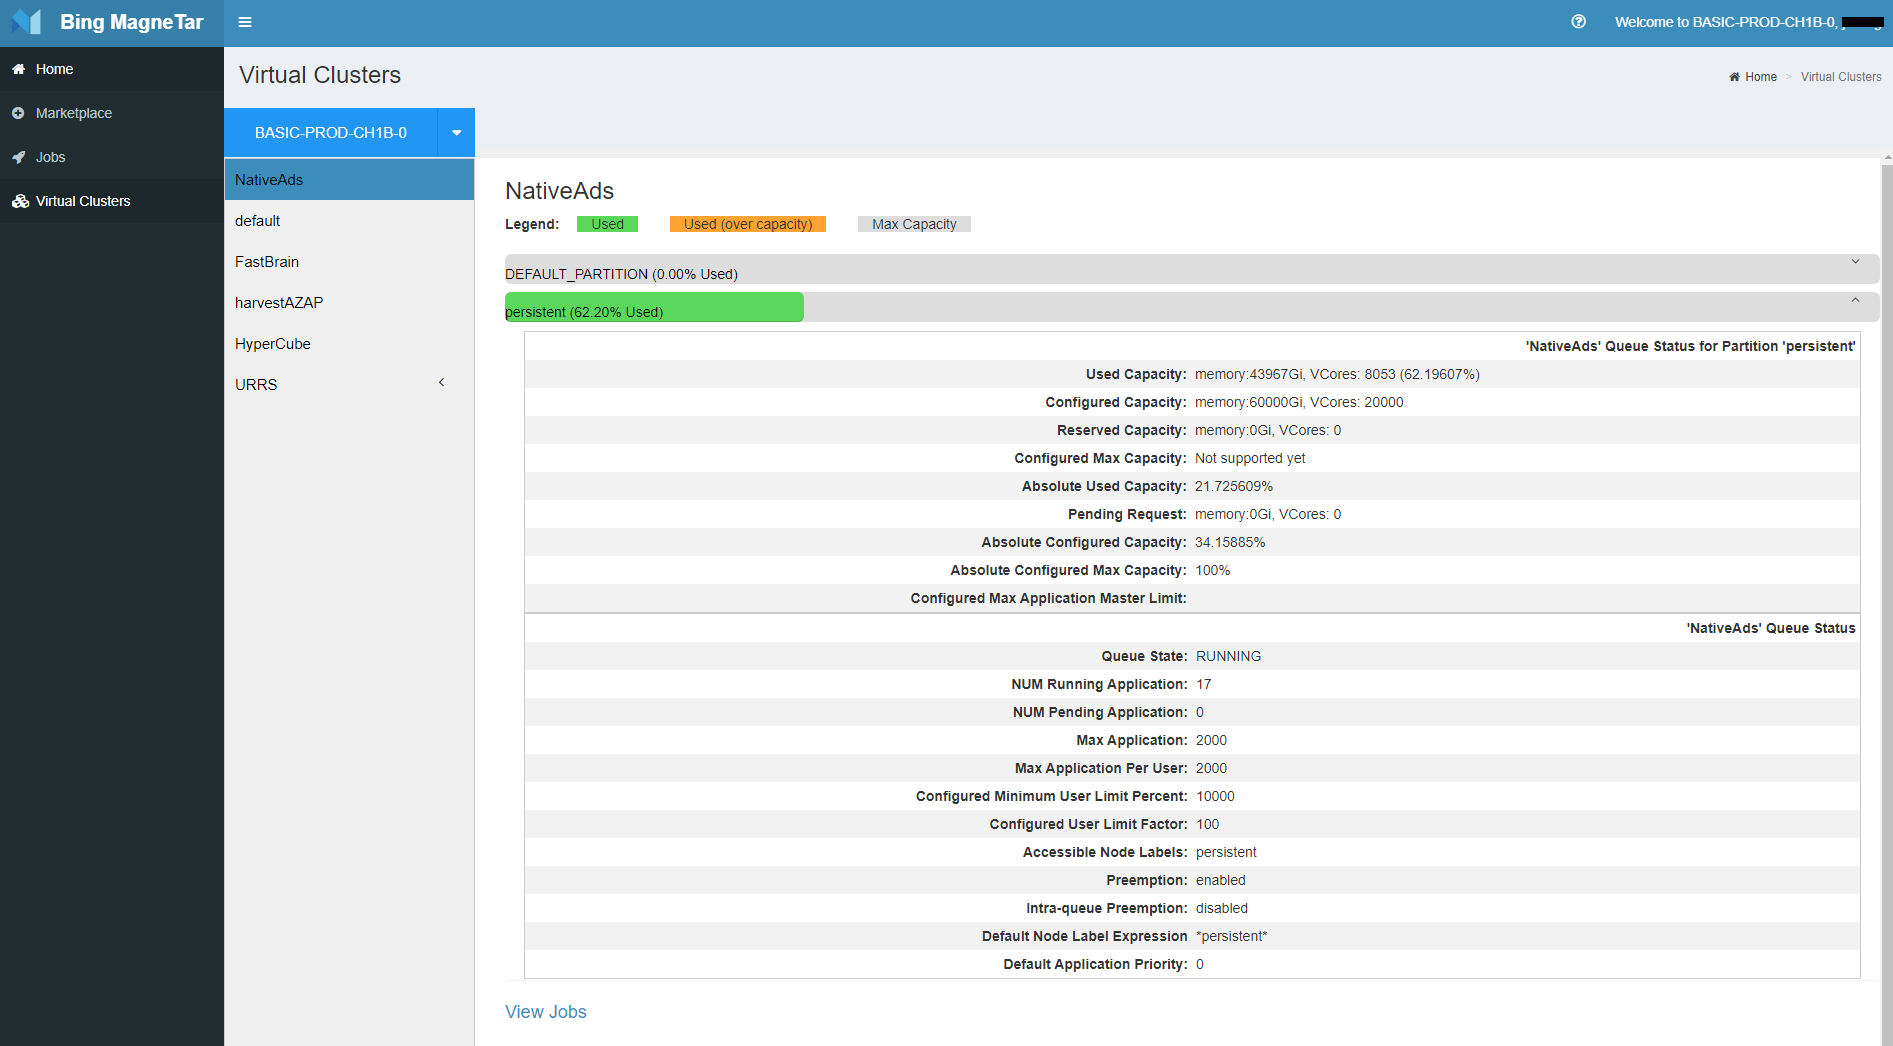 Bing MagneTar
Welcome to BASIC-PROD-CH1B-0,
Home
Marketplace
Jobs
Virtual Clusters
Virtual Clusters
Home > Virtual Clusters
BASIC-PROD-CH1B-0
NativeAds
default
FastBrain
harvestAZAP
HyperCube
URRS
NativeAds
Legend: Used Used (over capacity) Max Capacity
DEFAULT_PARTITION (0.00% Used)
persistent (62.20% Used)
'NativeAds' Queue Status for Partition 'persistent'
Used Capacity: memory:43967Gi, VCores: 8053 (62.19607%)
Configured Capacity: memory:60000Gi, VCores: 20000
Reserved Capacity: memory:0Gi, VCores: 0
Configured Max Capacity: Not supported yet
Absolute Used Capacity: 21.725609%
Pending Request: memory:0Gi, VCores: 0
Absolute Configured Capacity: 34.15885%
Absolute Configured Max Capacity: 100%
Configured Max Application Master Limit:
'NativeAds' Queue Status
Queue State: RUNNING
NUM Running Application: 17
NUM Pending Application: 0
Max Application: 2000
Max Application Per User: 2000
Configured Minimum User Limit Percent: 10000
Configured User Limit Factor: 100
Accessible Node Labels: persistent
Preemption: enabled
Intra-queue Preemption: disabled
Default Node Label Expression *persistent*
Default Application Priority: 0
View Jobs